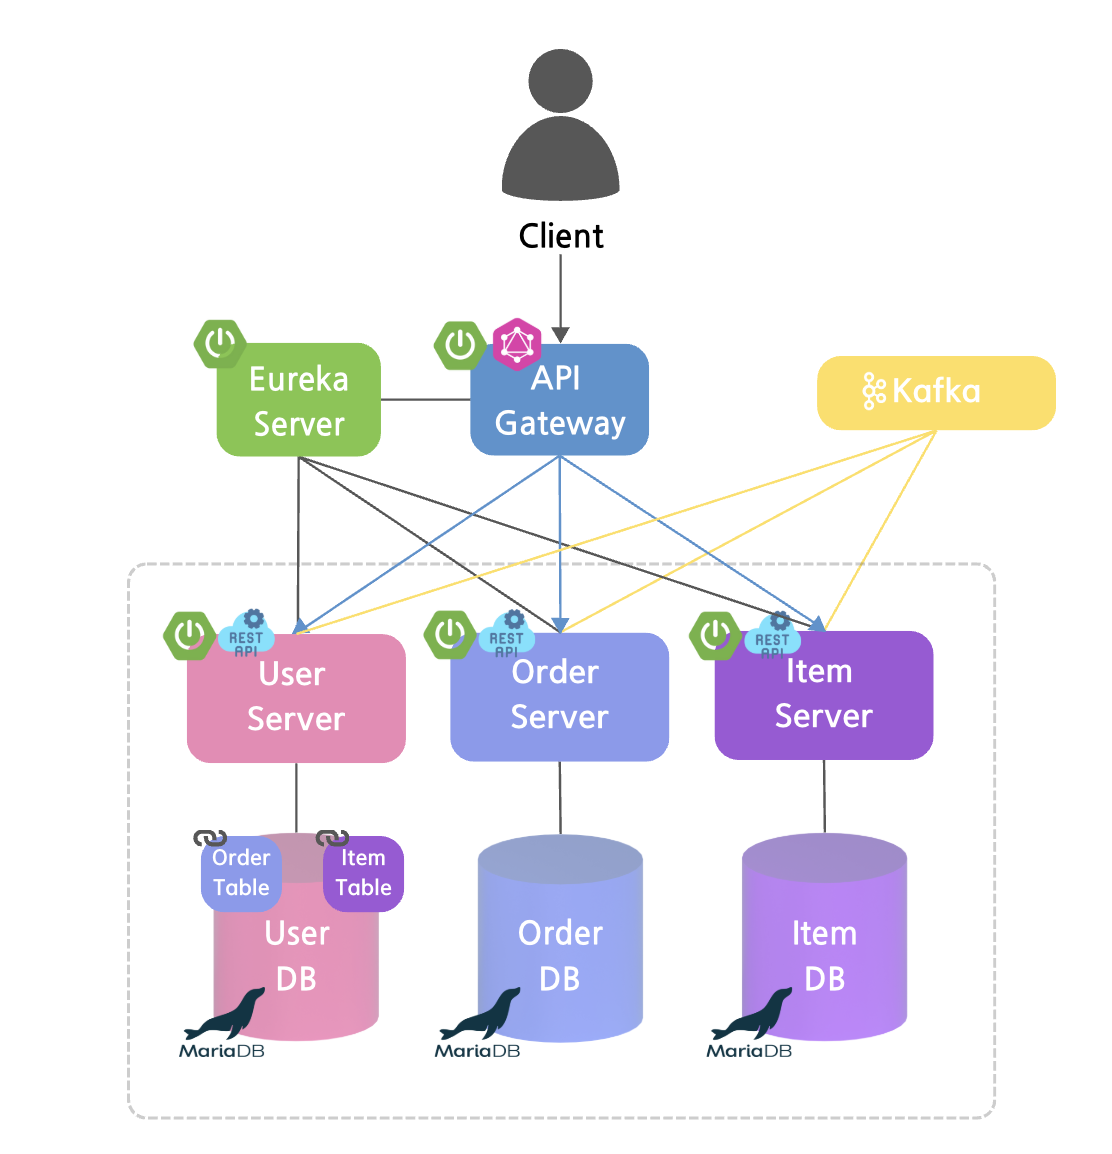 Client
Eureka
Server
API
Gateway
Kafka
REST
API
User
Server
REST
API
Order
Server
REST
API
Item
Server
Order
Table
Item
Table
User
DB
MariaDB
Order
DB
MariaDB
Item
DB
MariaDB